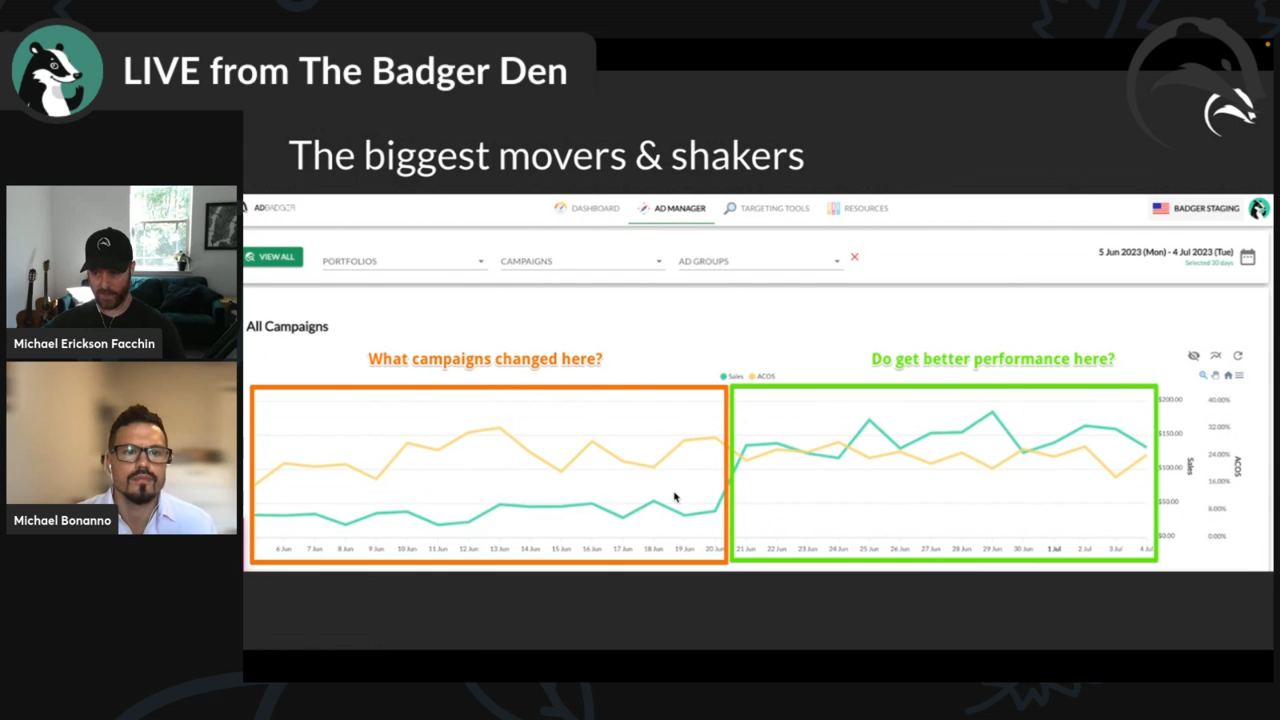 LIVE from The Badger Den
The biggest movers & shakers
ADBADGER
DASHBOARD
AD MANAGER
TARGETING TOOLS
RESOURCES
BADGER STAGING
VIEW ALL
PORTFOLIOS
CAMPAIGNS
AD GROUPS
5 Jun 2023 (Mon) - 4 Jul 2023 (Tue)
Selected 30 days
All Campaigns
What campaigns changed here?
Do get better performance here?
Sales ACOS
$200.00 40.00%
$150.00 32.00%
24.00%
$100.00
16.00%
$50.00
8.00%
$0.00 0.00%
Sales
ACOS
6 Jun 7 Jun 8 Jun 9 Jun 10 Jun 11 Jun 12 Jun 13 Jun 14 Jun 15 Jun 16 Jun 17 Jun 18 Jun 19 Jun 20 Jun 21 Jun 22 Jun 23 Jun 24 Jun 25 Jun 26 Jun 27 Jun 28 Jun 29 Jun 30 Jun 1 Jul 2 Jul 3 Jul 4 Jul
Michael Erickson Facchin
Michael Bonanno